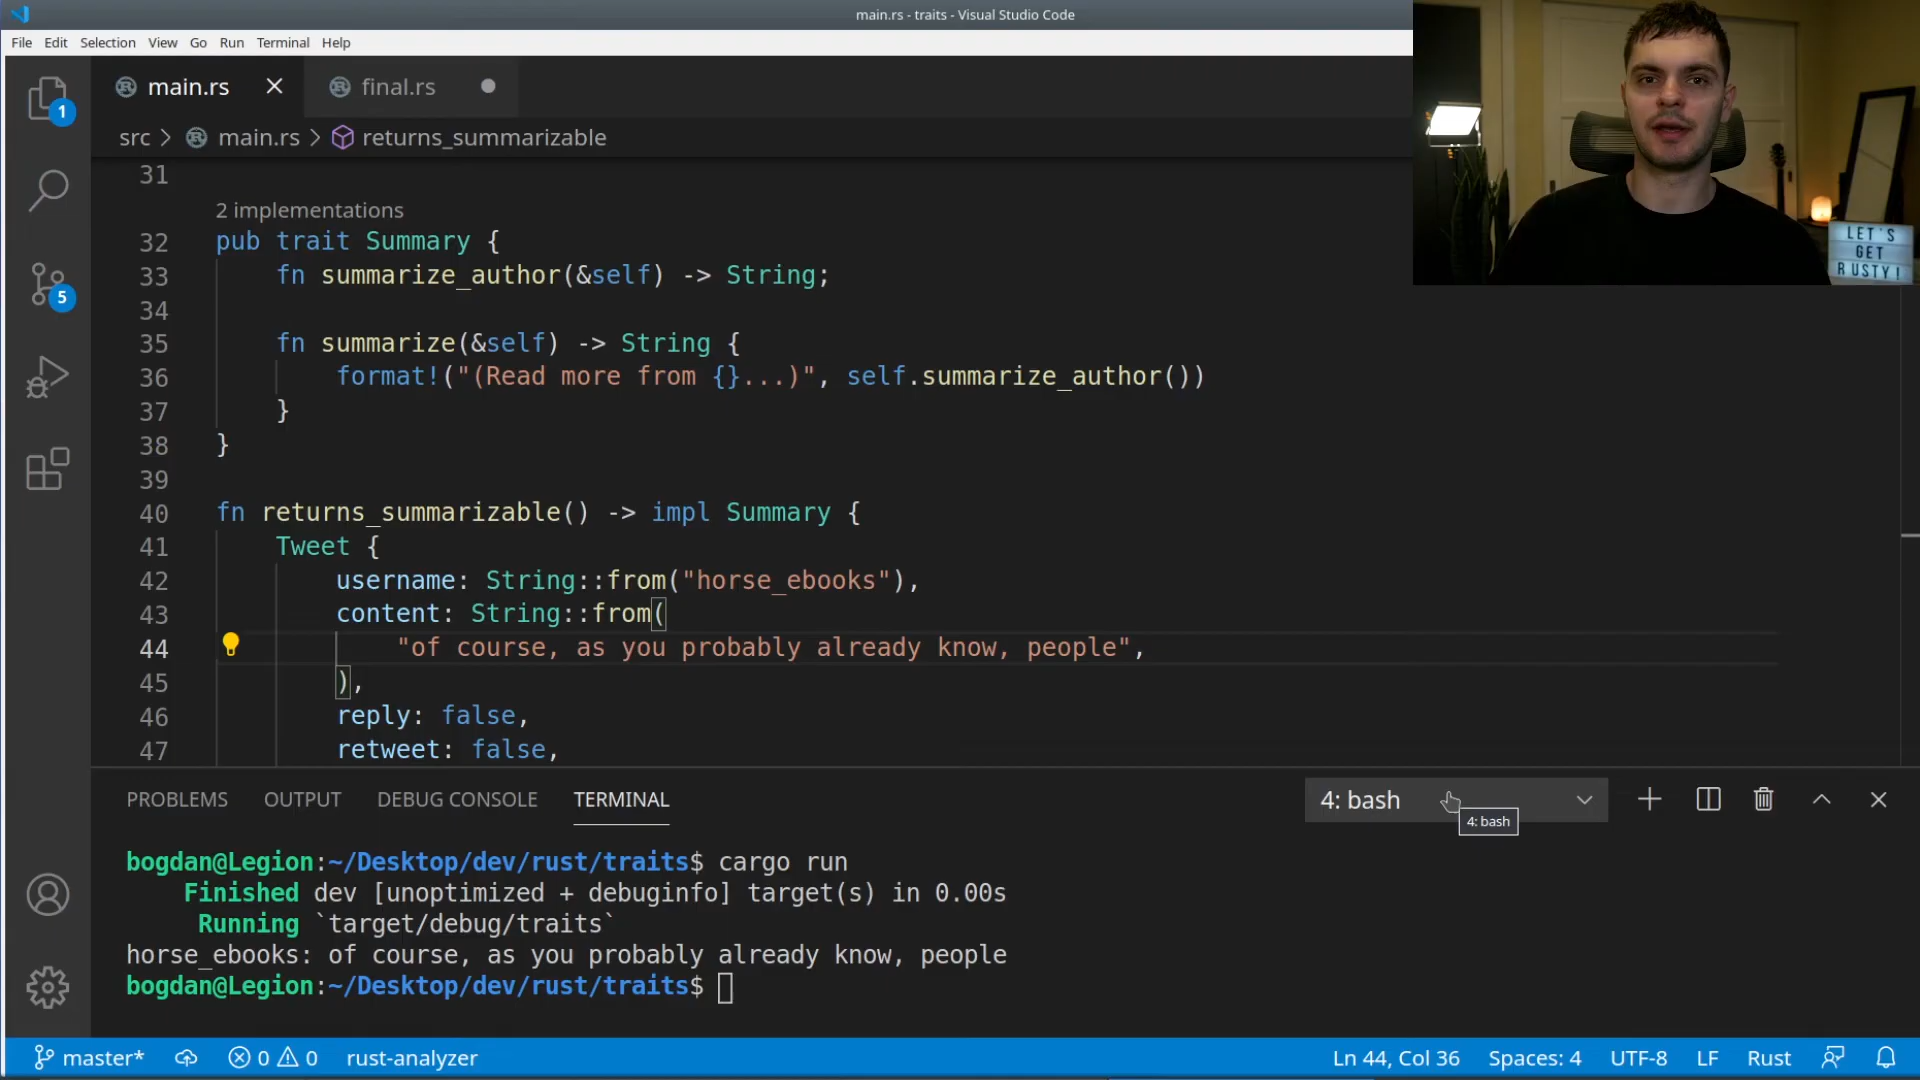 main.rs - traits - Visual Studio Code
File Edit Selection View Go Run Terminal Help
main.rs final.rs
1
src > main.rs > returns_summarizable
31
2 implementations
32 pub trait Summary {
33 fn summarize_author(&self) -> String;
34
35 fn summarize(&self) -> String {
36 format!("(Read more from {}...)", self.summarize_author())
37 }
38 }
39
40 fn returns_summarizable() -> impl Summary {
41 Tweet {
42 username: String::from("horse_ebooks"),
43 content: String::from(
44 "of course, as you probably already know, people",
45 ),
46 reply: false,
47 retweet: false,
5
LET'S
GET
RUSTY!
PROBLEMS OUTPUT DEBUG CONSOLE TERMINAL 4: bash
4: bash
bogdan@Legion:~/Desktop/dev/rust/traits$ cargo run
Finished dev [unoptimized + debuginfo] target(s) in 0.00s
Running `target/debug/traits`
horse_ebooks: of course, as you probably already know, people
bogdan@Legion:~/Desktop/dev/rust/traits$
master* 0 0 rust-analyzer Ln 44, Col 36 Spaces: 4 UTF-8 LF Rust